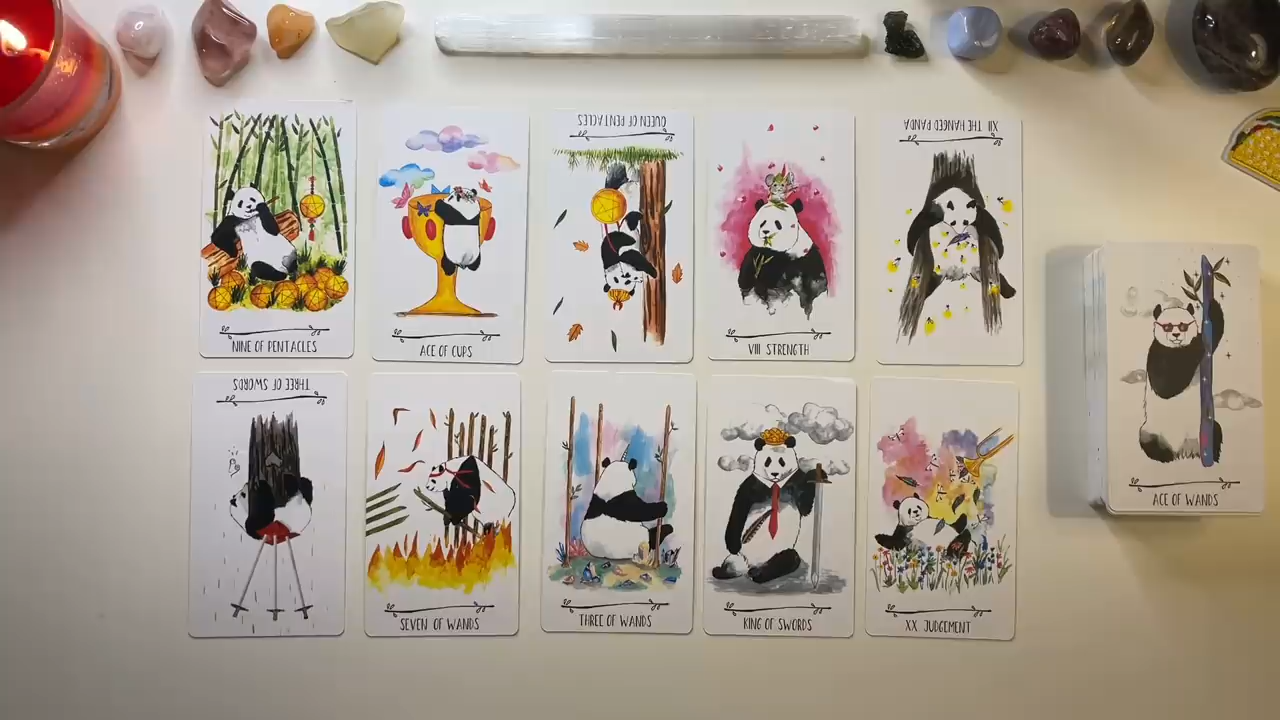 NINE OF PENTACLES
ACE OF CUPS
QUEEN OF PENTACLES
VIII STRENGTH
XII THE HANGED PANDA
THREE OF SWORDS
SEVEN OF WANDS
THREE OF WANDS
KING OF SWORDS
XX JUDGEMENT
ACE OF WANDS